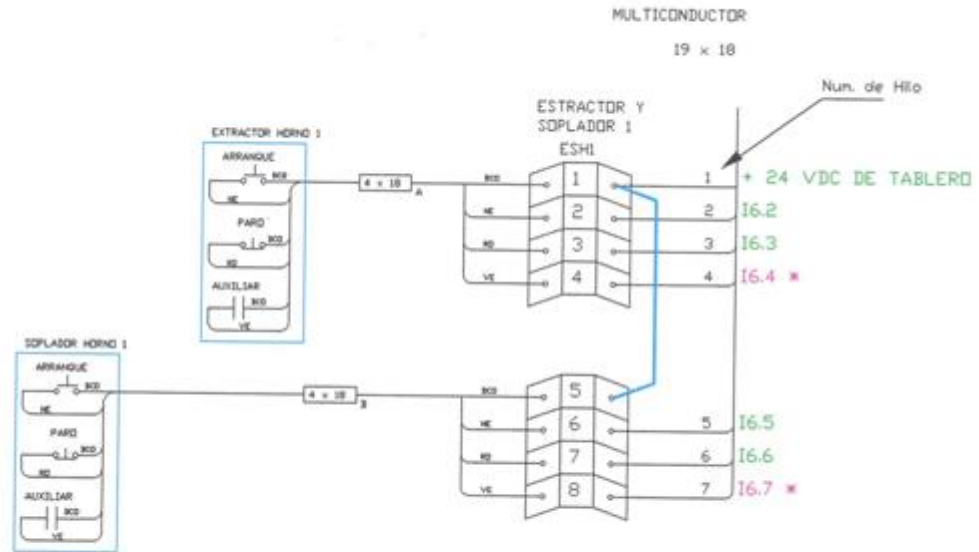 MULTICONDUCTOR
19 x 18
Num. de Hilo
ESTRACTOR Y
SOPLADOR 1
ESH1
EXTRACTOR HORNO 1
ARRANQUE
BCO
NE
PARO
BCO
RO
AUXILIAR
BCO
VE
4 x 18
A
BCO
NE
RO
VE
1
2
3
4
1 + 24 VDC DE TABLERO
2 I6.2
3 I6.3
4 I6.4 *
SOPLADOR HORNO 1
ARRANQUE
BCO
NE
PARO
BCO
RO
AUXILIAR
BCO
VE
4 x 18
B
BCO
NE
RO
VE
5
6
7
8
5 I6.5
6 I6.6
7 I6.7 *